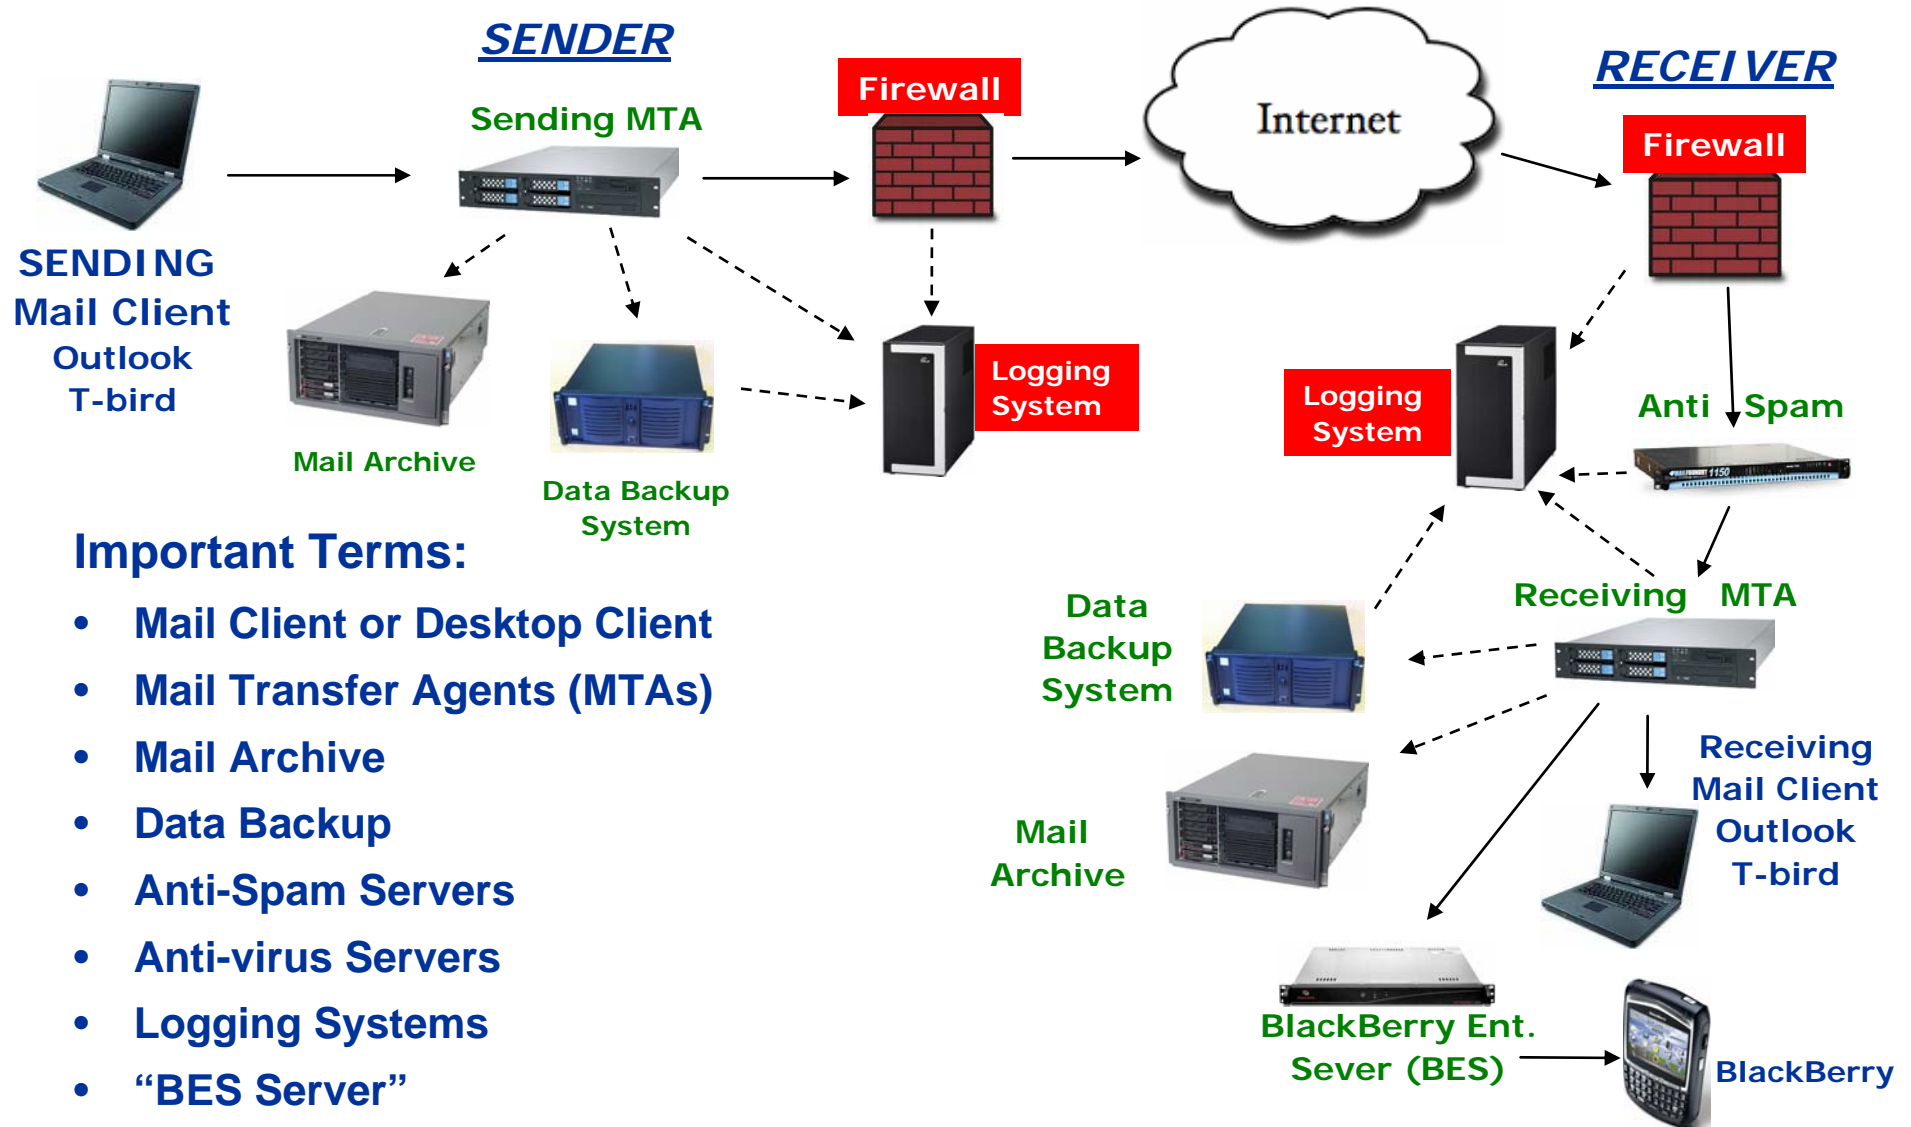 SENDER
RECEIVER
Sending MTA
Firewall
Internet
Firewall
SENDING
Mail Client
Outlook
T-bird
Logging
System
Logging
System
Anti Spam
1150
Mail Archive
Data Backup
System
Important Terms:
• Mail Client or Desktop Client
• Mail Transfer Agents (MTAs)
• Mail Archive
• Data Backup
• Anti-Spam Servers
• Anti-virus Servers
• Logging Systems
• “BES Server”
Receiving MTA
Data
Backup
System
Receiving
Mail Client
Outlook
T-bird
Mail
Archive
BlackBerry Ent.
Sever (BES)
BlackBerry